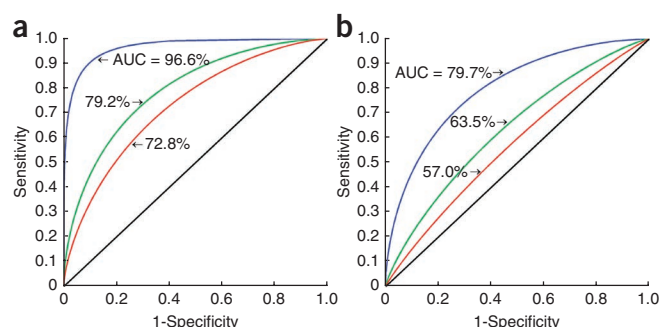 a
1.0
0.9
0.8
0.7
0.6
0.5
0.4
0.3
0.2
0.1
0
Sensitivity
← AUC = 96.6%
79.2% →
← 72.8%
0 0.2 0.4 0.6 0.8 1.0
1-Specificity
b
1.0
0.9
0.8
0.7
0.6
0.5
0.4
0.3
0.2
0.1
0
Sensitivity
AUC = 79.7% →
63.5% →
57.0% →
0 0.2 0.4 0.6 0.8 1.0
1-Specificity